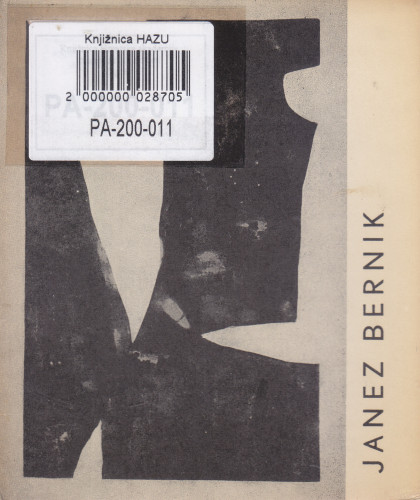 Knjižnica HAZU
2 000000 028705
PA-200-011
JANEZ BERNIK